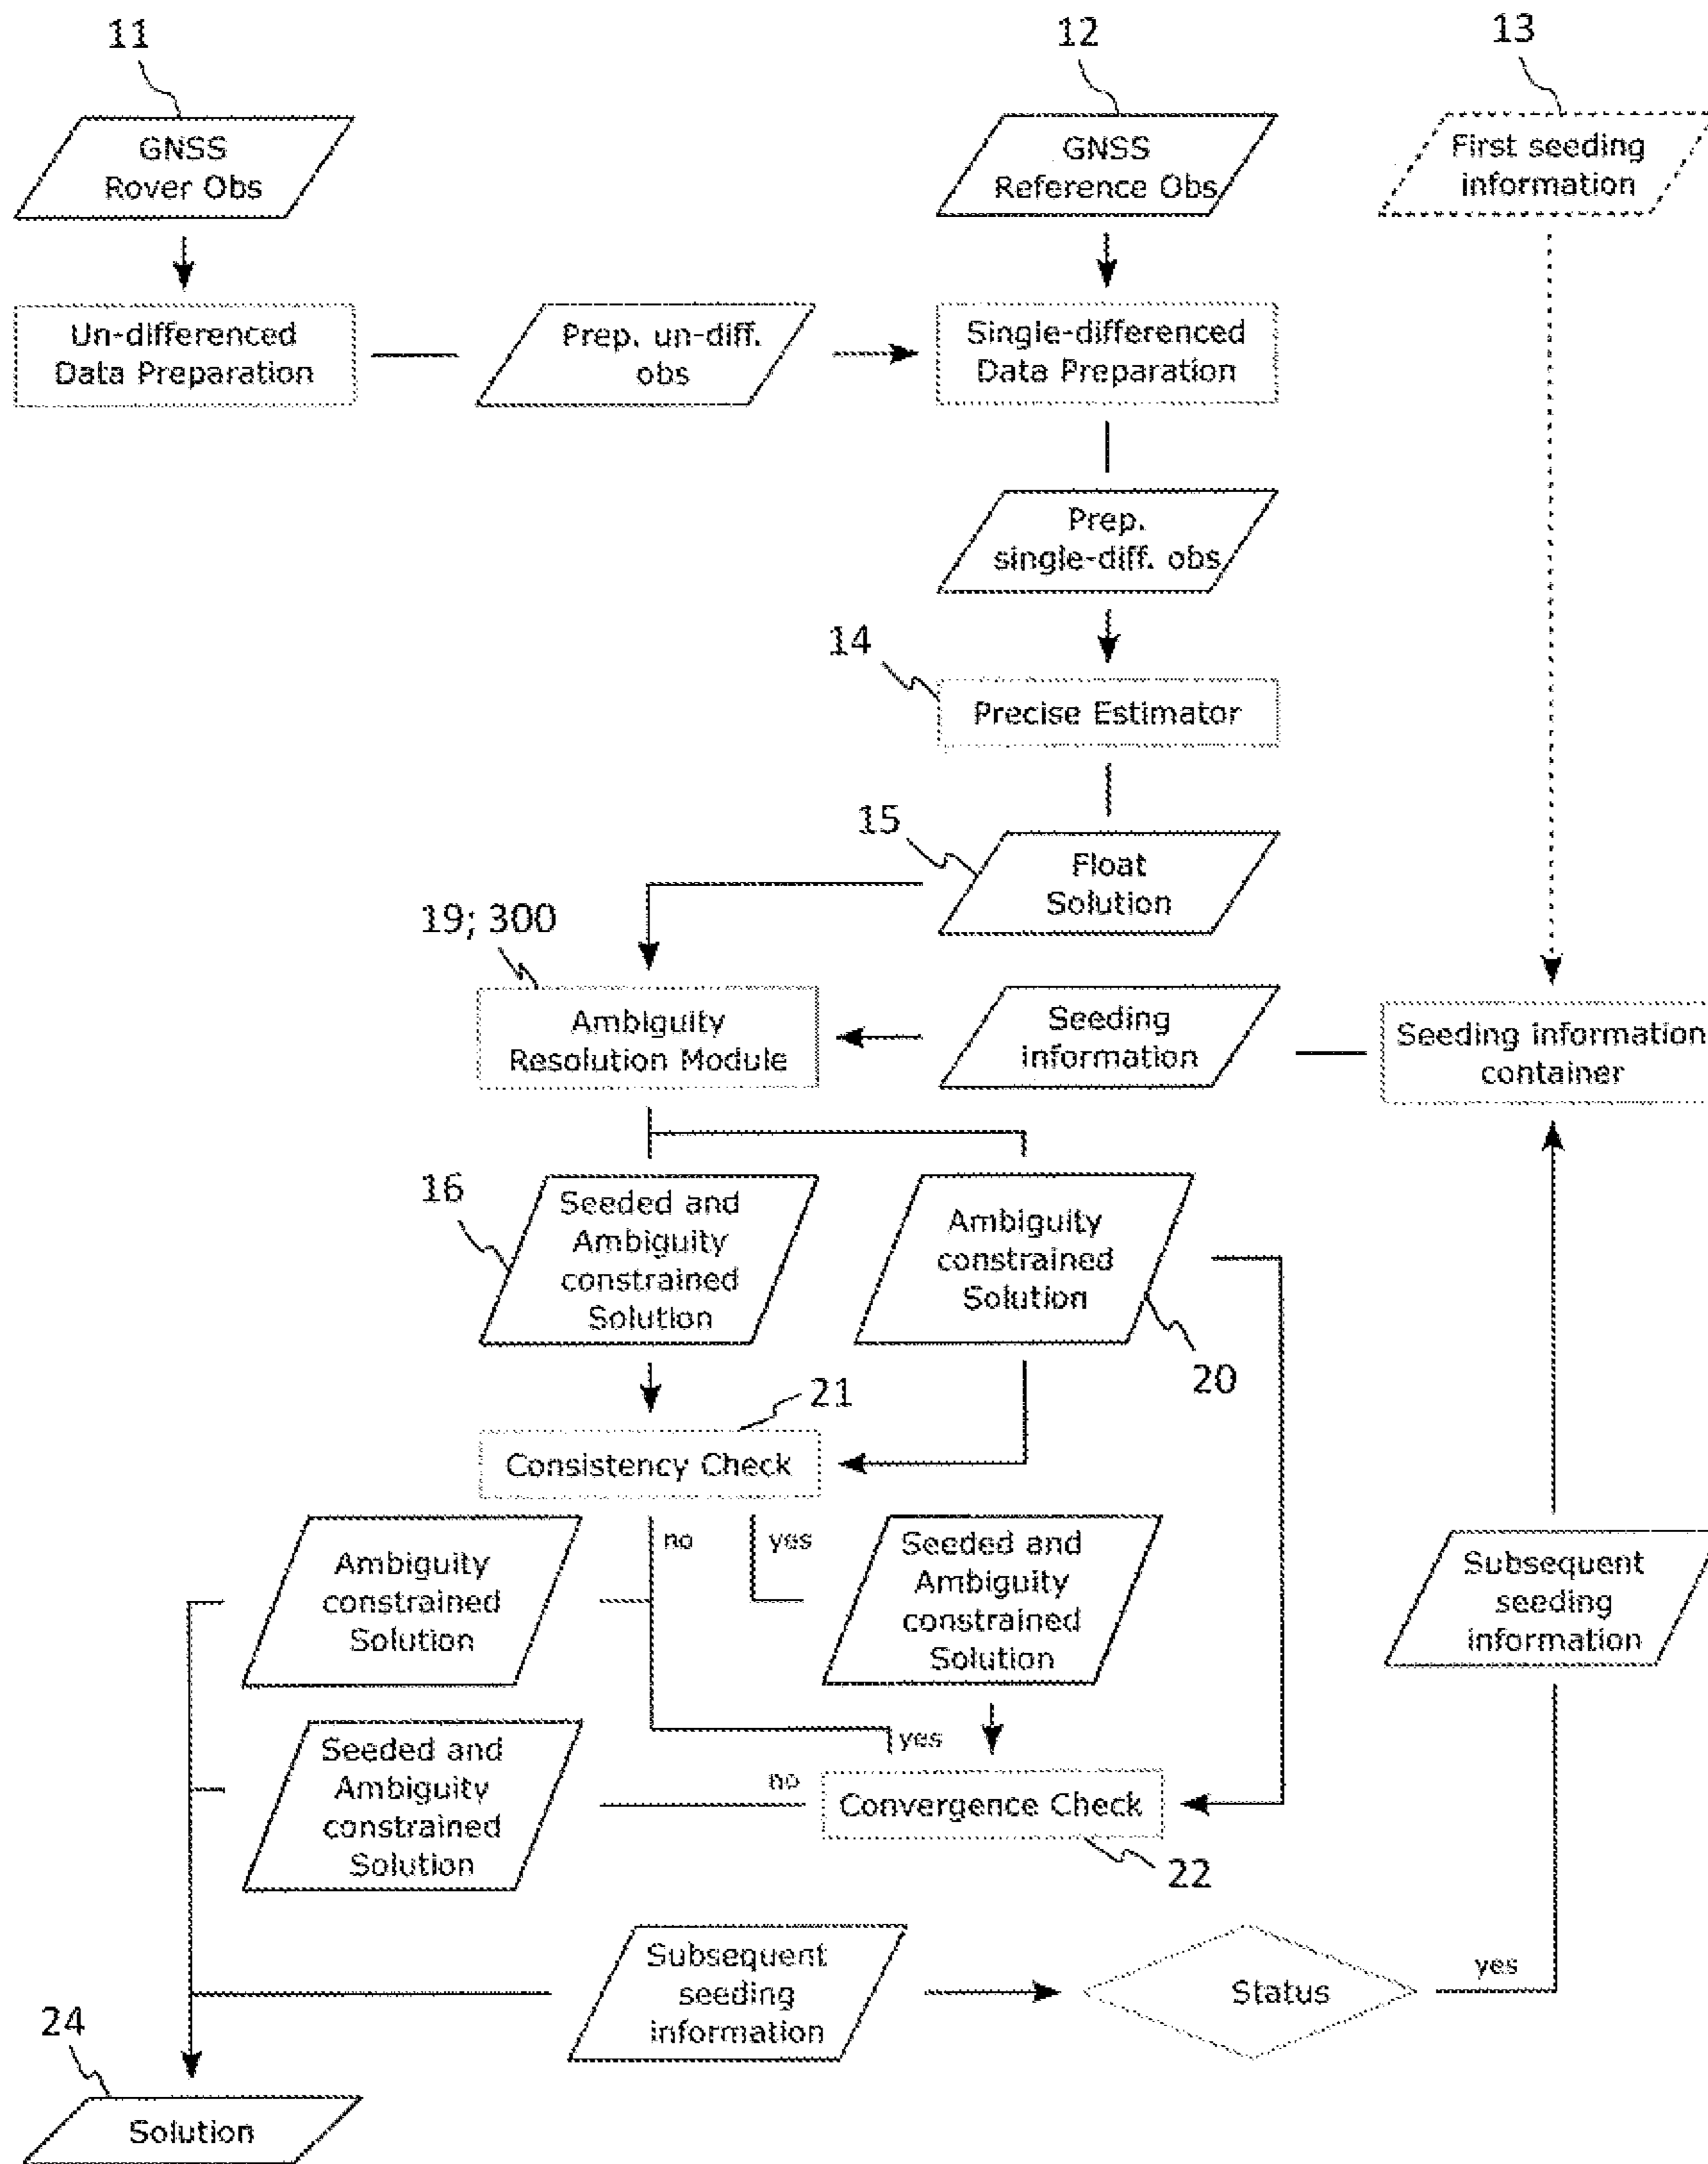 11
12
13
GNSS
Rover Obs
GNSS
Reference Obs
First seeding
information
Un-differenced
Data Preparation
Prep. un-diff.
obs
Single-differenced
Data Preparation
Prep.
single-diff. obs
14
Precise Estimator
15
Float
Solution
19; 300
Ambiguity
Resolution Module
Seeding
information
Seeding information
container
16
Seeded and
Ambiguity
constrained
Solution
Ambiguity
constrained
Solution
20
21
Consistency Check
no
yes
Ambiguity
constrained
Solution
Seeded and
Ambiguity
constrained
Solution
Subsequent
seeding
information
yes
Seeded and
Ambiguity
constrained
Solution
no
Convergence Check
22
Subsequent
seeding
information
Status
yes
24
Solution